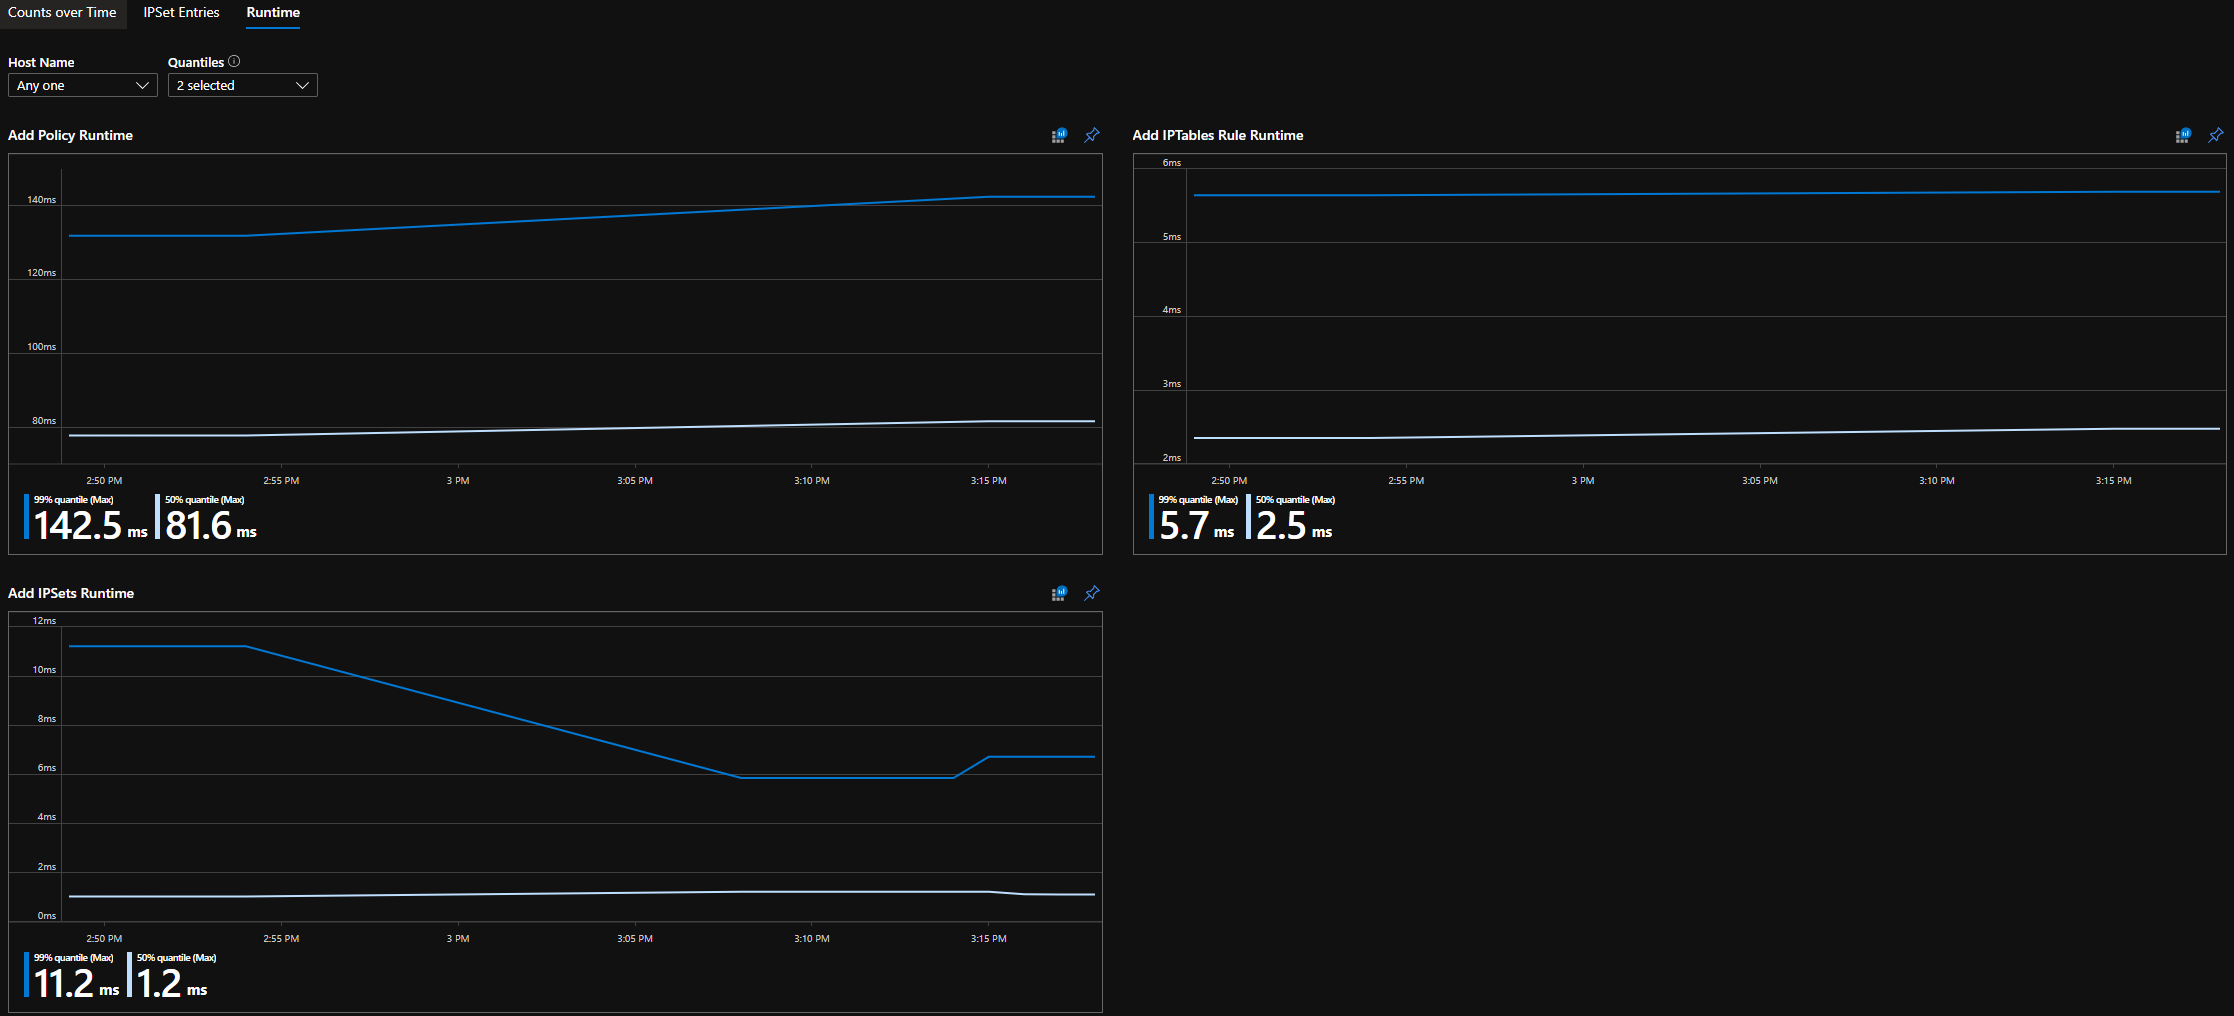 Counts over Time IPSet Entries Runtime
Host Name Quantiles
Any one 2 selected
Add Policy Runtime
140ms
120ms
100ms
80ms
2:50 PM 2:55 PM 3 PM 3:05 PM 3:10 PM 3:15 PM
99% quantile (Max) 50% quantile (Max)
142.5 ms 81.6 ms
Add IPTables Rule Runtime
6ms
5ms
4ms
3ms
2ms
2:50 PM 2:55 PM 3 PM 3:05 PM 3:10 PM 3:15 PM
99% quantile (Max) 50% quantile (Max)
5.7 ms 2.5 ms
Add IPSets Runtime
12ms
10ms
8ms
6ms
4ms
2ms
0ms
2:50 PM 2:55 PM 3 PM 3:05 PM 3:10 PM 3:15 PM
99% quantile (Max) 50% quantile (Max)
11.2 ms 1.2 ms